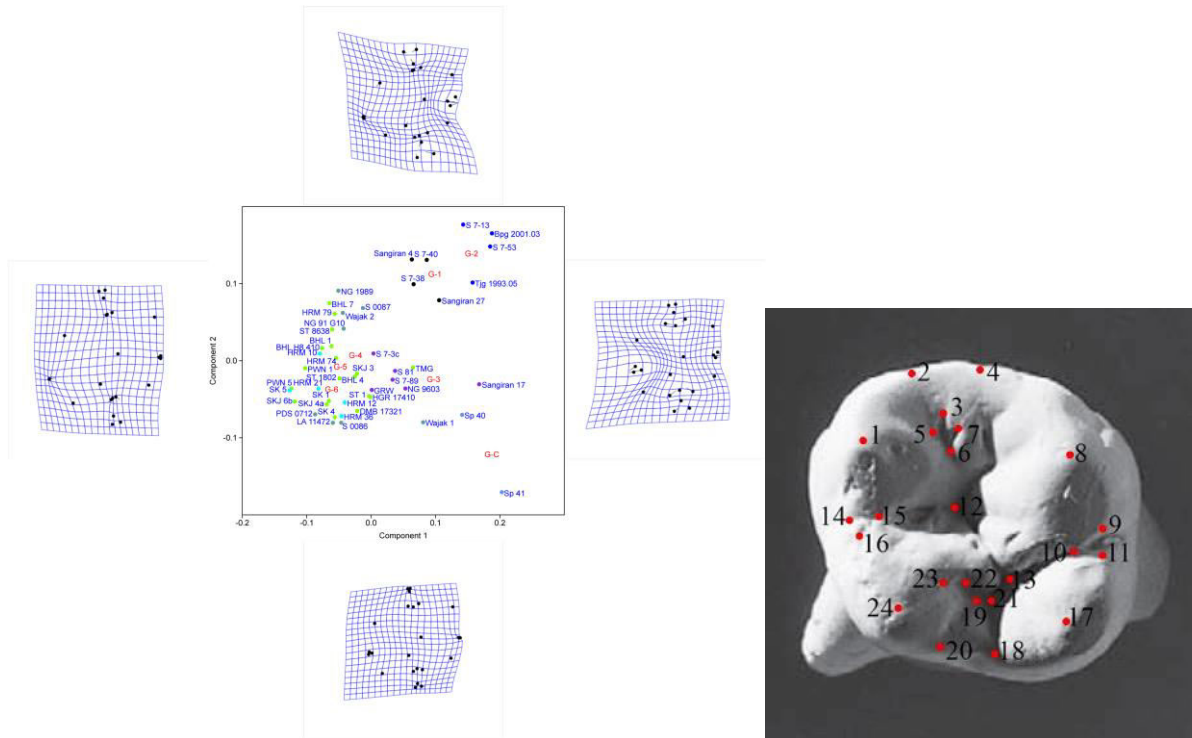 S 7-13
Bpg 2001.03
S 7-53
G-2
Sangiran 4
S 7-40
G-1
Tjg 1993.05
S 7-38
0.1
NG 1989
Sangiran 27
BHL 7
S 0087
HRM 79
Wajak 2
NG 91 G10
ST 8638
BHL 1
BHL H8 410
HRM 10
S 7-3c
G-4
0.0
HRM 74
PWN 1
G-5
SKJ 3
S 81
TMG
ST 1802
BHL 4
S 7-89
G-3
Sangiran 17
PWN 5
HRM 21
SK 5
G-6
GRW
NG 9603
SK 1
ST 1
HGR 17410
SKJ 6b
SKJ 4a
HRM 12
PDS 0712
SK 4
DMB 17321
Sp 40
HRM 36
LA 11472
S 0086
Wajak 1
-0.1
G-C
Sp 41
-0.2
-0.1
0.0
0.1
0.2
Component 1
Component 2
2
4
3
5
7
1
6
8
12
14
15
9
16
10
11
13
23
22
24
19
21
17
20
18